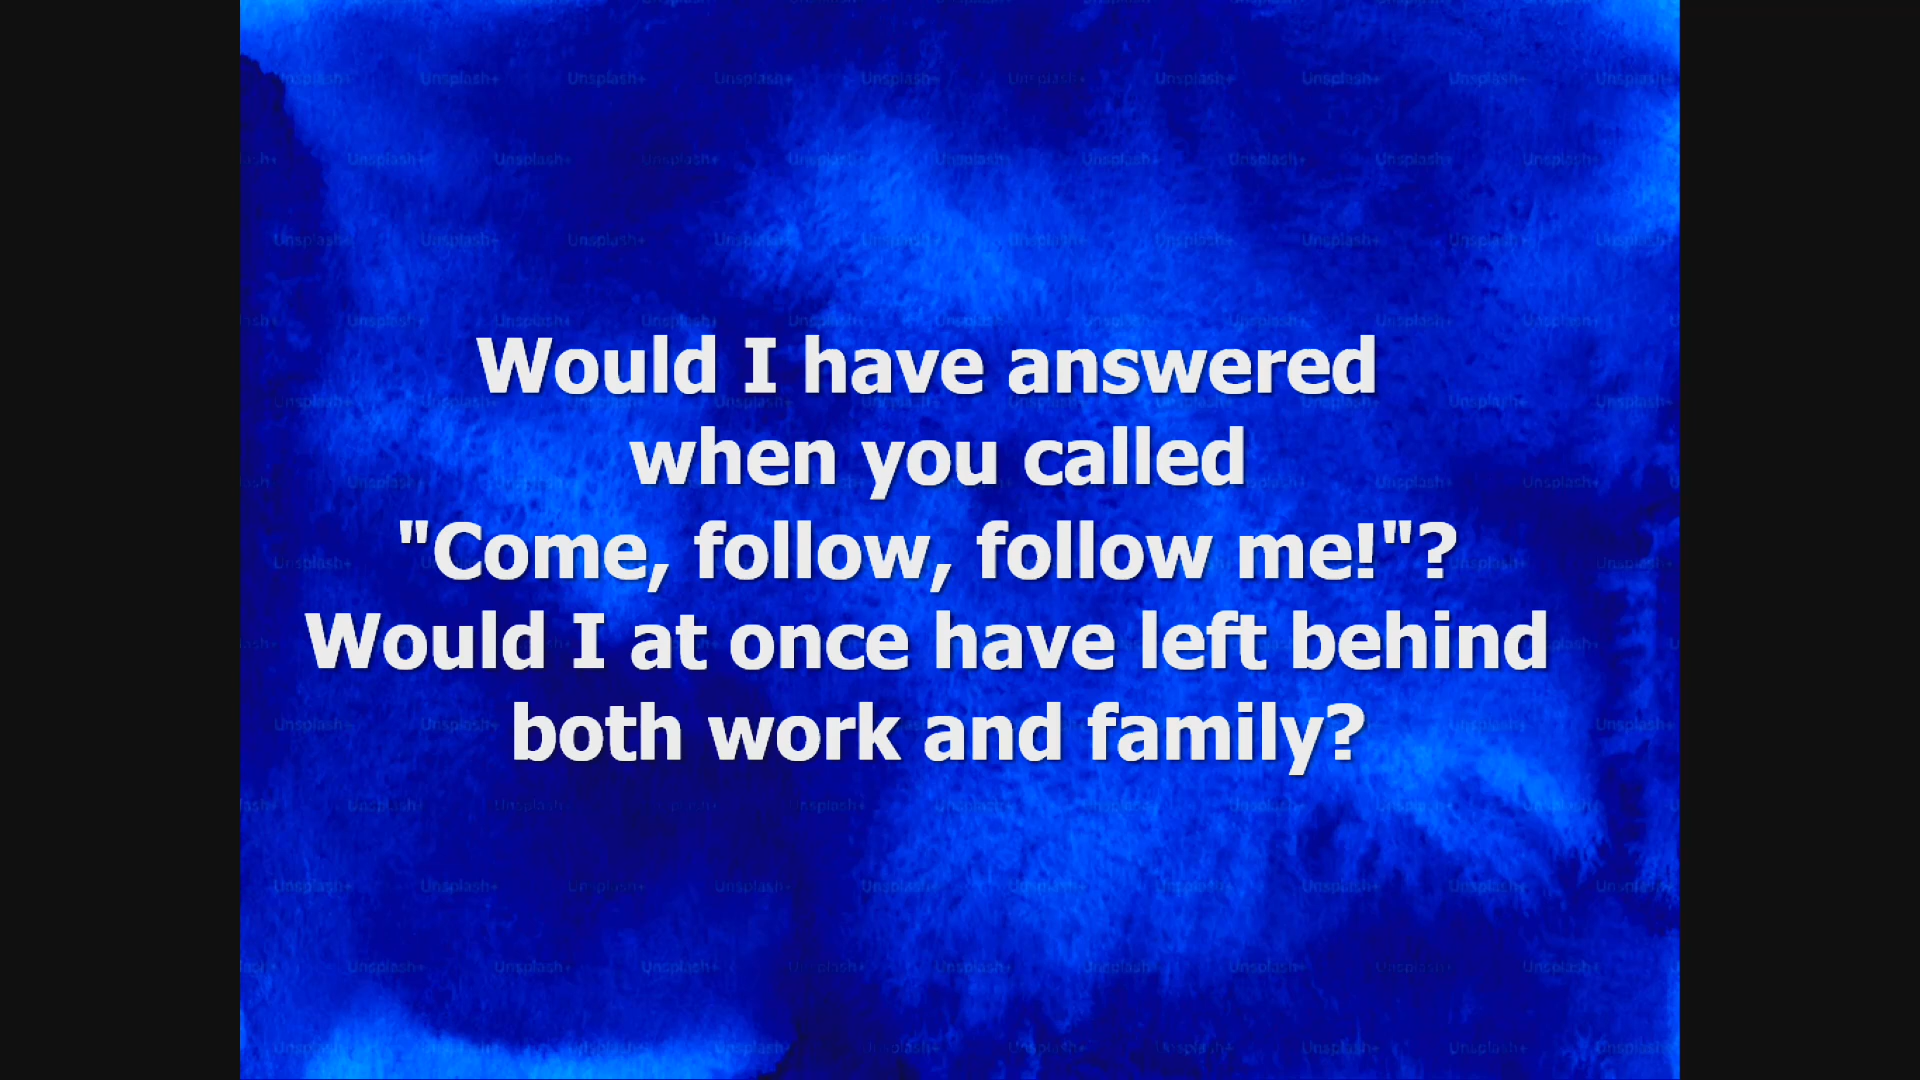 Would I have answered
when you called
"Come, follow, follow me!"?
Would I at once have left behind
both work and family?